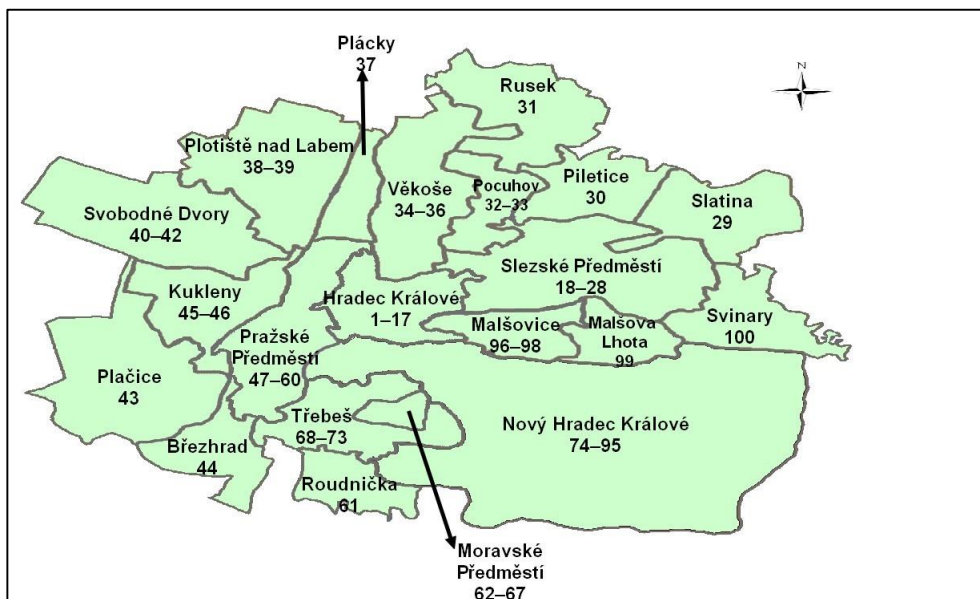 Plácky
37
Rusek
31
N
Plotiště nad Labem
38–39
Věkoše
34–36
Pocuhov
32–33
Piletice
30
Slatina
29
Svobodné Dvory
40–42
Slezské Předměstí
18–28
Kukleny
45–46
Hradec Králové
1–17
Malšovice
96–98
Malšova
Lhota
99
Svinary
100
Pražské
Předměstí
47–60
Plačice
43
Třebeš
68–73
Nový Hradec Králové
74–95
Březhrad
44
Roudnička
61
Moravské
Předměstí
62–67